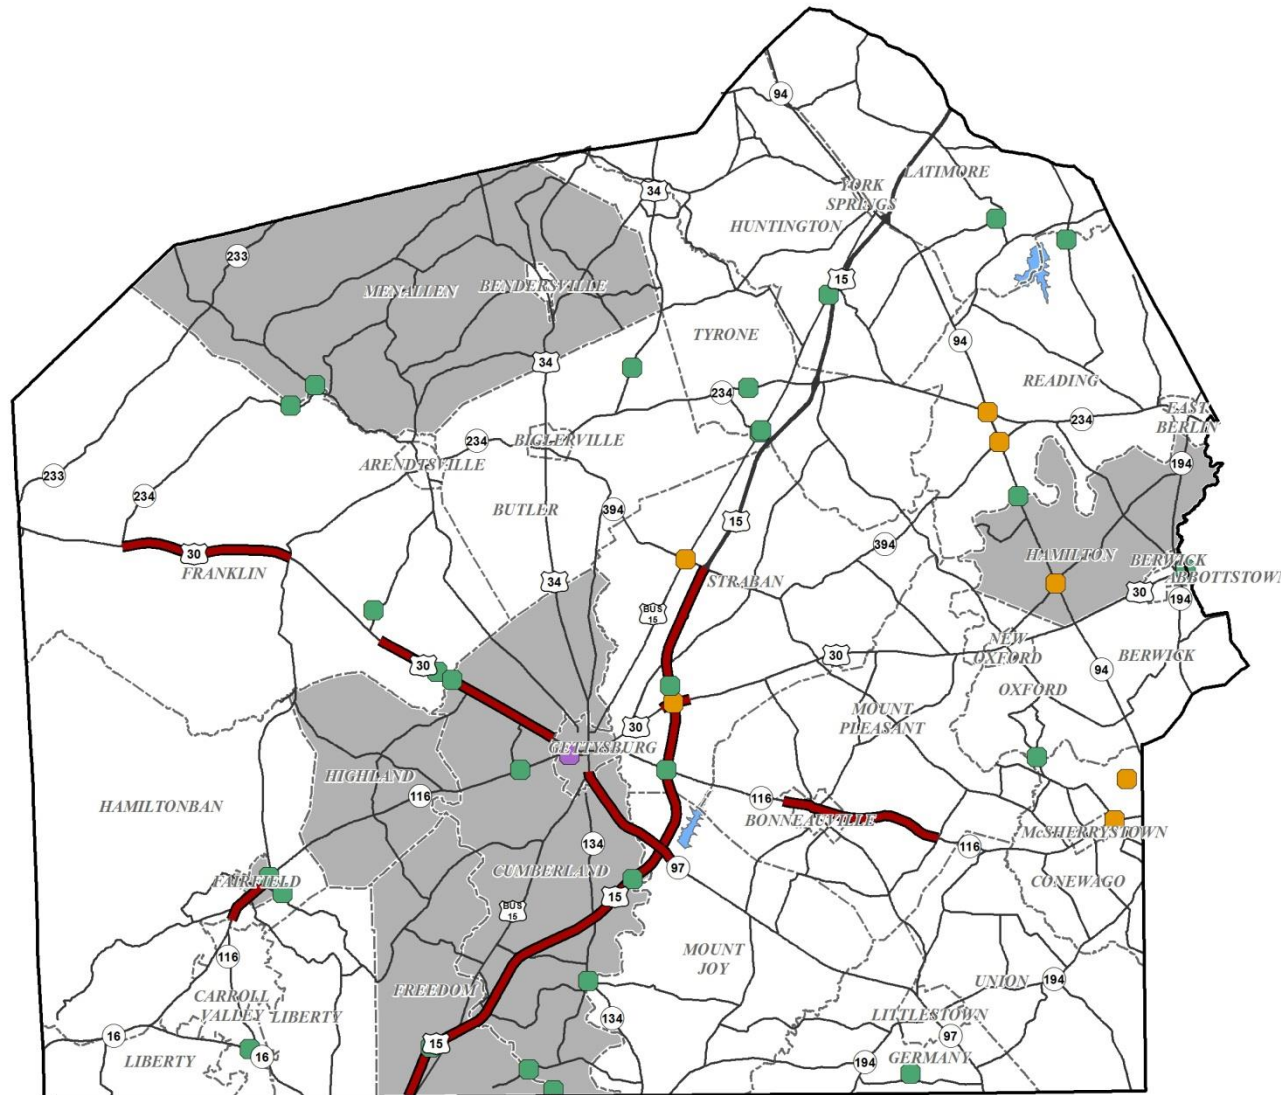 94
LATIMORE
34
YORK
SPRINGS
HUNTINGTON
233
15
MENALLEN
BENDERSVILLE
TYRONE
94
34
READING
234
234
EAST
BERLIN
234
BIGLERVILLE
ARENDTSVILLE
194
233
234
BUTLER
394
15
394
30
FRANKLIN
34
STRABAN
HAMILTON
BERWICK
ABBOTTSTOWN
30
194
BUS
15
NEW
OXFORD
30
BERWICK
94
30
OXFORD
MOUNT
PLEASANT
30
GETTYSBURG
HIGHLAND
116
116
HAMILTONBAN
BONNEAUVILLE
McSHERRYSTOWN
134
116
97
CUMBERLAND
FAIRFIELD
CONEWAGO
15
BUS
15
MOUNT
JOY
116
UNION
194
FREEDOM
CARROLL
VALLEY
LIBERTY
134
LITTLESTOWN
16
15
97
LIBERTY
16
194
GERMANY